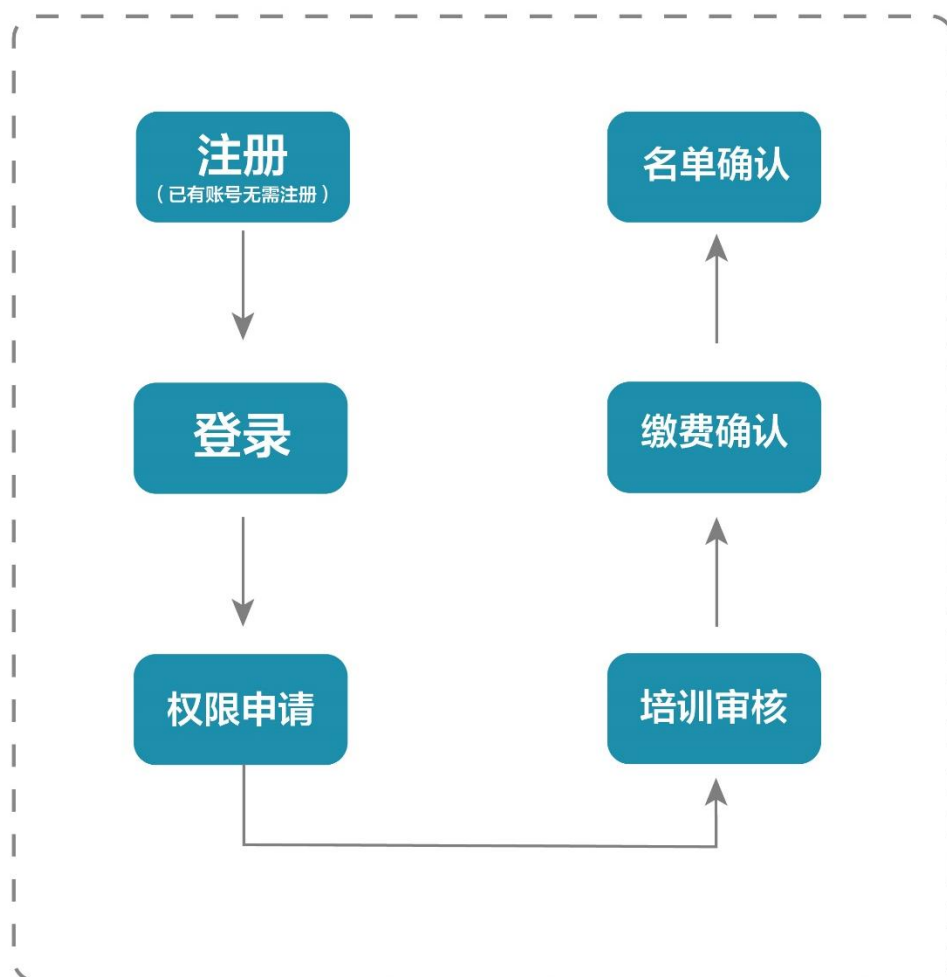 注册
（已有账号无需注册）
登录
权限申请
培训审核
缴费确认
名单确认